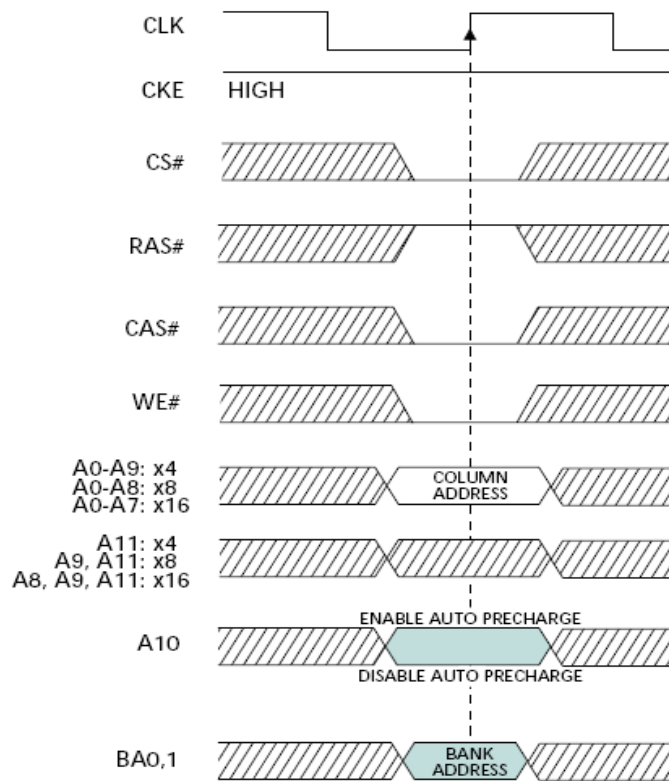 CLK
CKE HIGH
CS#
RAS#
CAS#
WE#
A0-A9: x4
A0-A8: x8
A0-A7: x16
COLUMN
ADDRESS
A11: x4
A9, A11: x8
A8, A9, A11: x16
ENABLE AUTO PRECHARGE
A10
DISABLE AUTO PRECHARGE
BA0,1
BANK
ADDRESS